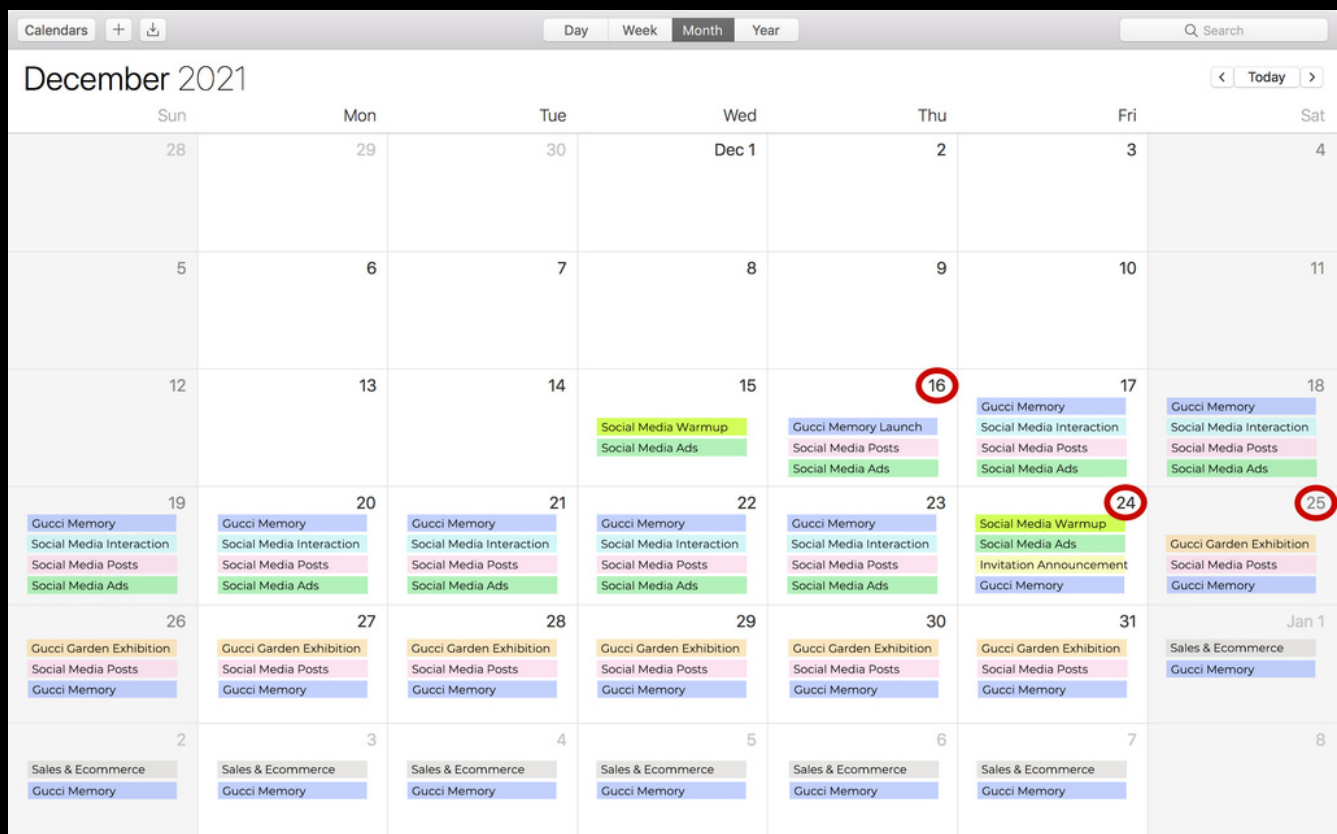 Calendars + Day Week Month Year Search
December 2021 < Today >
Sun Mon Tue Wed Thu Fri Sat
28 29 30 Dec 1 2 3 4
5 6 7 8 9 10 11
12 13 14 15 16 17 18
Gucci Memory Gucci Memory
Social Media Warmup Gucci Memory Launch Social Media Interaction Social Media Interaction
Social Media Ads Social Media Posts Social Media Posts Social Media Posts
Social Media Ads Social Media Ads Social Media Ads
19 20 21 22 23 24 25
Gucci Memory Gucci Memory Gucci Memory Gucci Memory Gucci Memory Social Media Warmup
Social Media Interaction Social Media Interaction Social Media Interaction Social Media Interaction Social Media Interaction Social Media Ads Gucci Garden Exhibition
Social Media Posts Social Media Posts Social Media Posts Social Media Posts Social Media Posts Invitation Announcement Social Media Posts
Social Media Ads Social Media Ads Social Media Ads Social Media Ads Social Media Ads Gucci Memory Gucci Memory
26 27 28 29 30 31 Jan 1
Gucci Garden Exhibition Gucci Garden Exhibition Gucci Garden Exhibition Gucci Garden Exhibition Gucci Garden Exhibition Gucci Garden Exhibition Sales & Ecommerce
Social Media Posts Social Media Posts Social Media Posts Social Media Posts Social Media Posts Social Media Posts Gucci Memory
Gucci Memory Gucci Memory Gucci Memory Gucci Memory Gucci Memory Gucci Memory
2 3 4 5 6 7 8
Sales & Ecommerce Sales & Ecommerce Sales & Ecommerce Sales & Ecommerce Sales & Ecommerce Sales & Ecommerce
Gucci Memory Gucci Memory Gucci Memory Gucci Memory Gucci Memory Gucci Memory